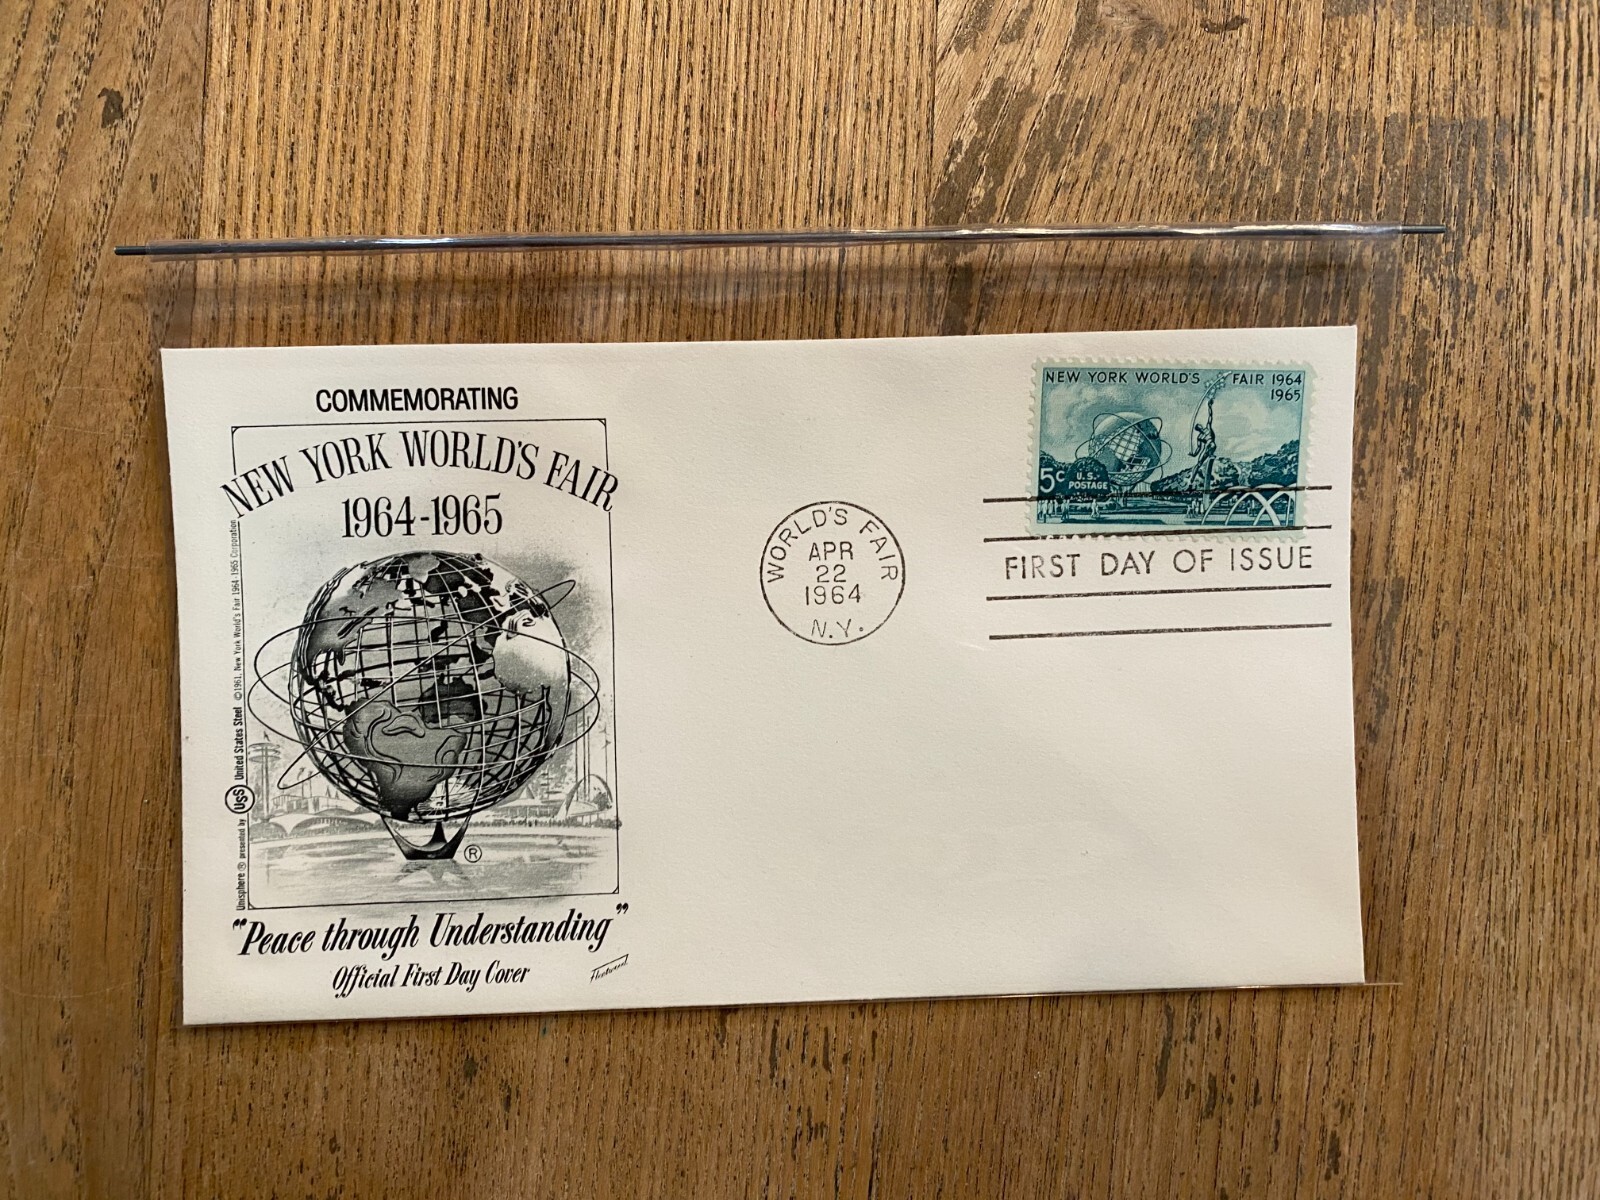 COMMEMORATING
NEW YORK WORLD'S FAIR
1964-1965
Unisphere ® presented by USS United States Steel ©1961, New York World's Fair 1964-1965 Corporation
®
"Peace through Understanding"
Official First Day Cover
Fleetwood
WORLD'S FAIR
APR
22
1964
N.Y.
NEW YORK WORLD'S FAIR 1964
1965
5c U.S.
POSTAGE
FIRST DAY OF ISSUE